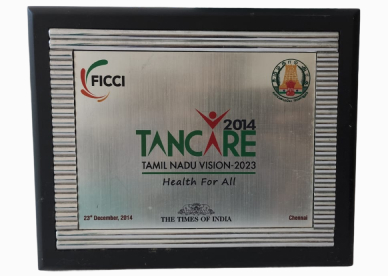 FICCI
2014
TANCARE
TAMIL NADU VISION-2023
Health For All
23rd December, 2014
THE TIMES OF INDIA
Chennai